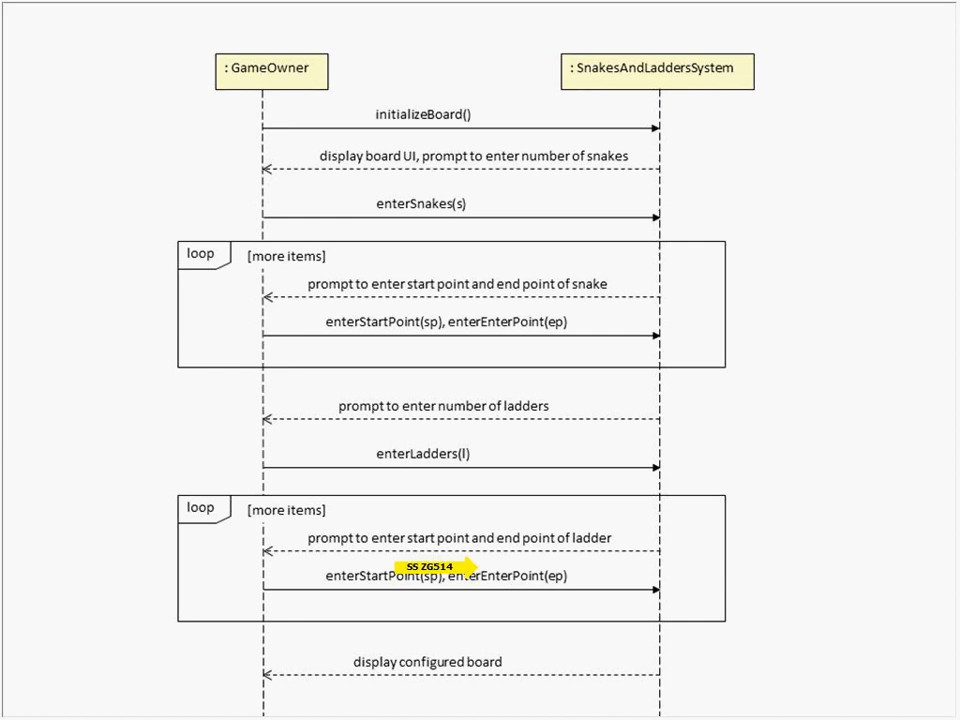 : GameOwner
: SnakesAndLaddersSystem
initializeBoard()
display board UI, prompt to enter number of snakes
enterSnakes(s)
loop
[more items]
prompt to enter start point and end point of snake
enterStartPoint(sp), enterEnterPoint(ep)
prompt to enter number of ladders
enterLadders(l)
loop
[more items]
prompt to enter start point and end point of ladder
SS ZG514
enterStartPoint(sp), enterEnterPoint(ep)
display configured board